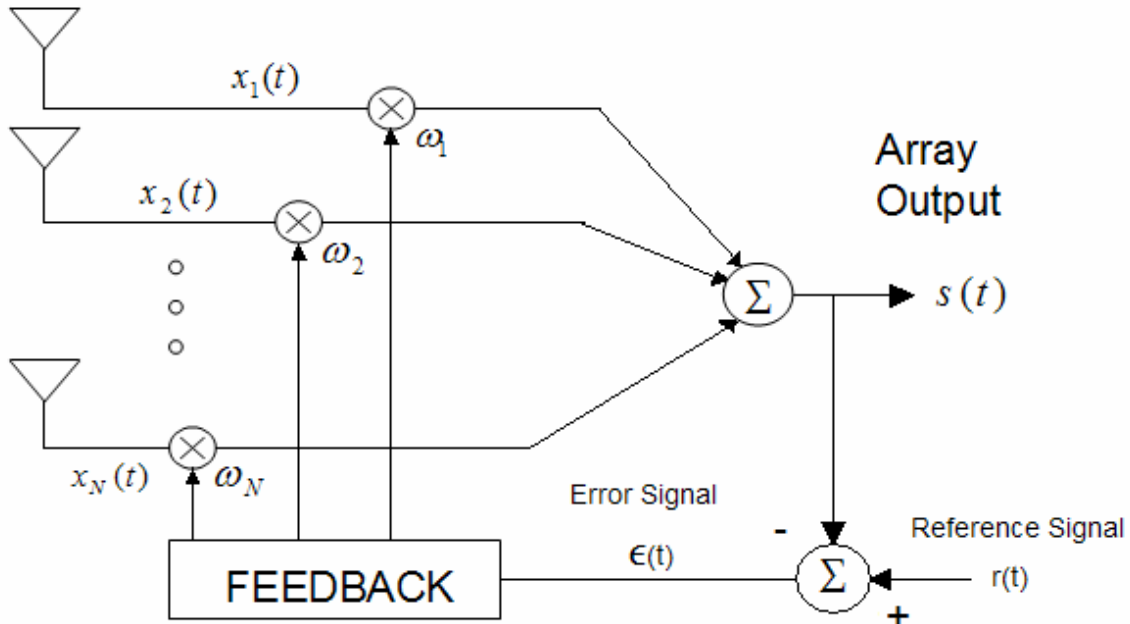 x₁(t)
ω₁
x₂(t)
ω₂
Array
Output
Σ
s(t)
x_N(t)
ω_N
Error Signal
-
Reference Signal
FEEDBACK
ϵ(t)
Σ
r(t)
+